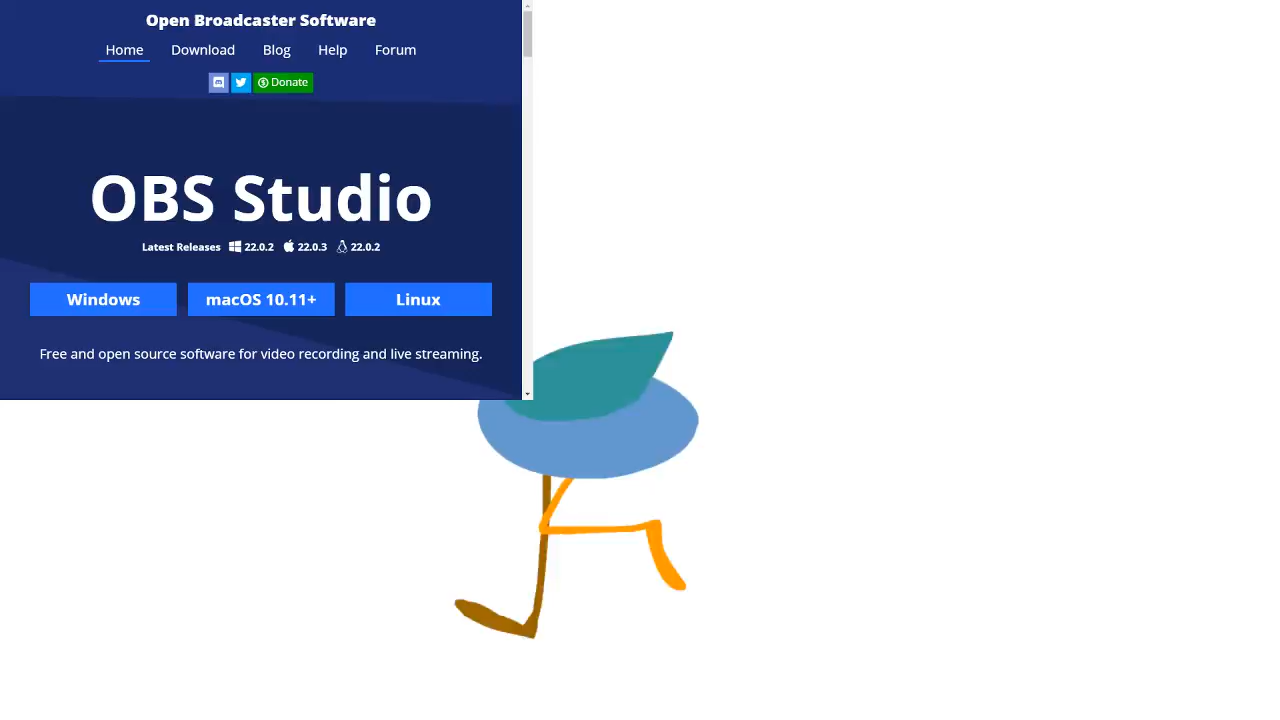 Open Broadcaster Software
Home Download Blog Help Forum
Donate
OBS Studio
Latest Releases 22.0.2 22.0.3 22.0.2
Windows macOS 10.11+ Linux
Free and open source software for video recording and live streaming.